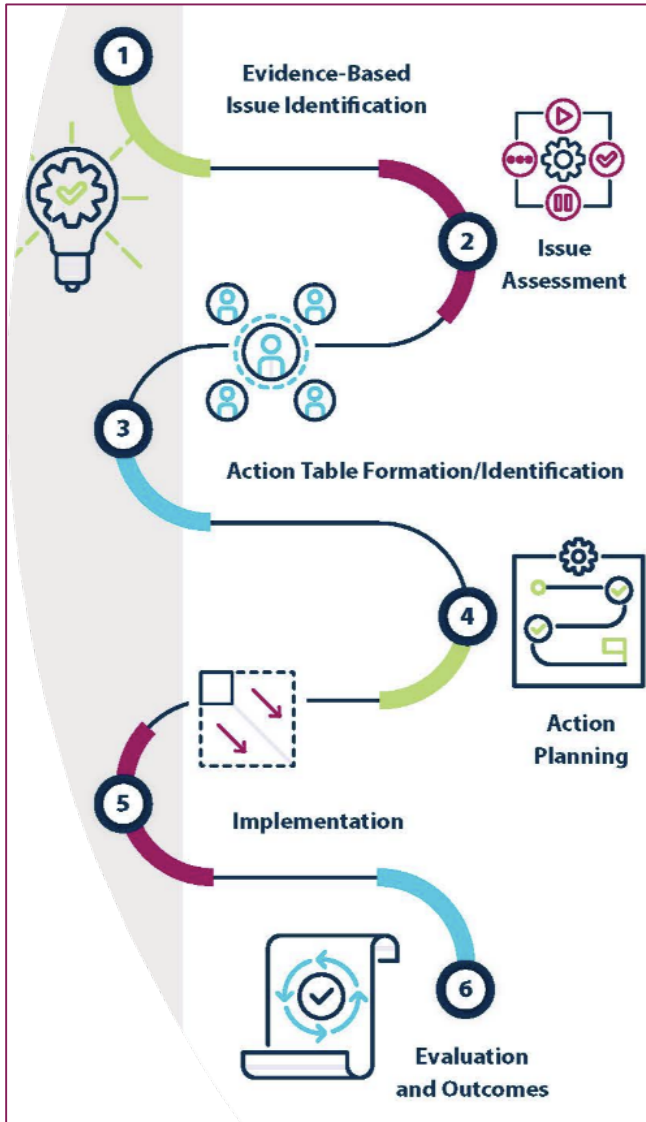 1
Evidence-Based
Issue Identification
2
Issue
Assessment
3
Action Table Formation/Identification
4
Action
Planning
5
Implementation
6
Evaluation
and Outcomes